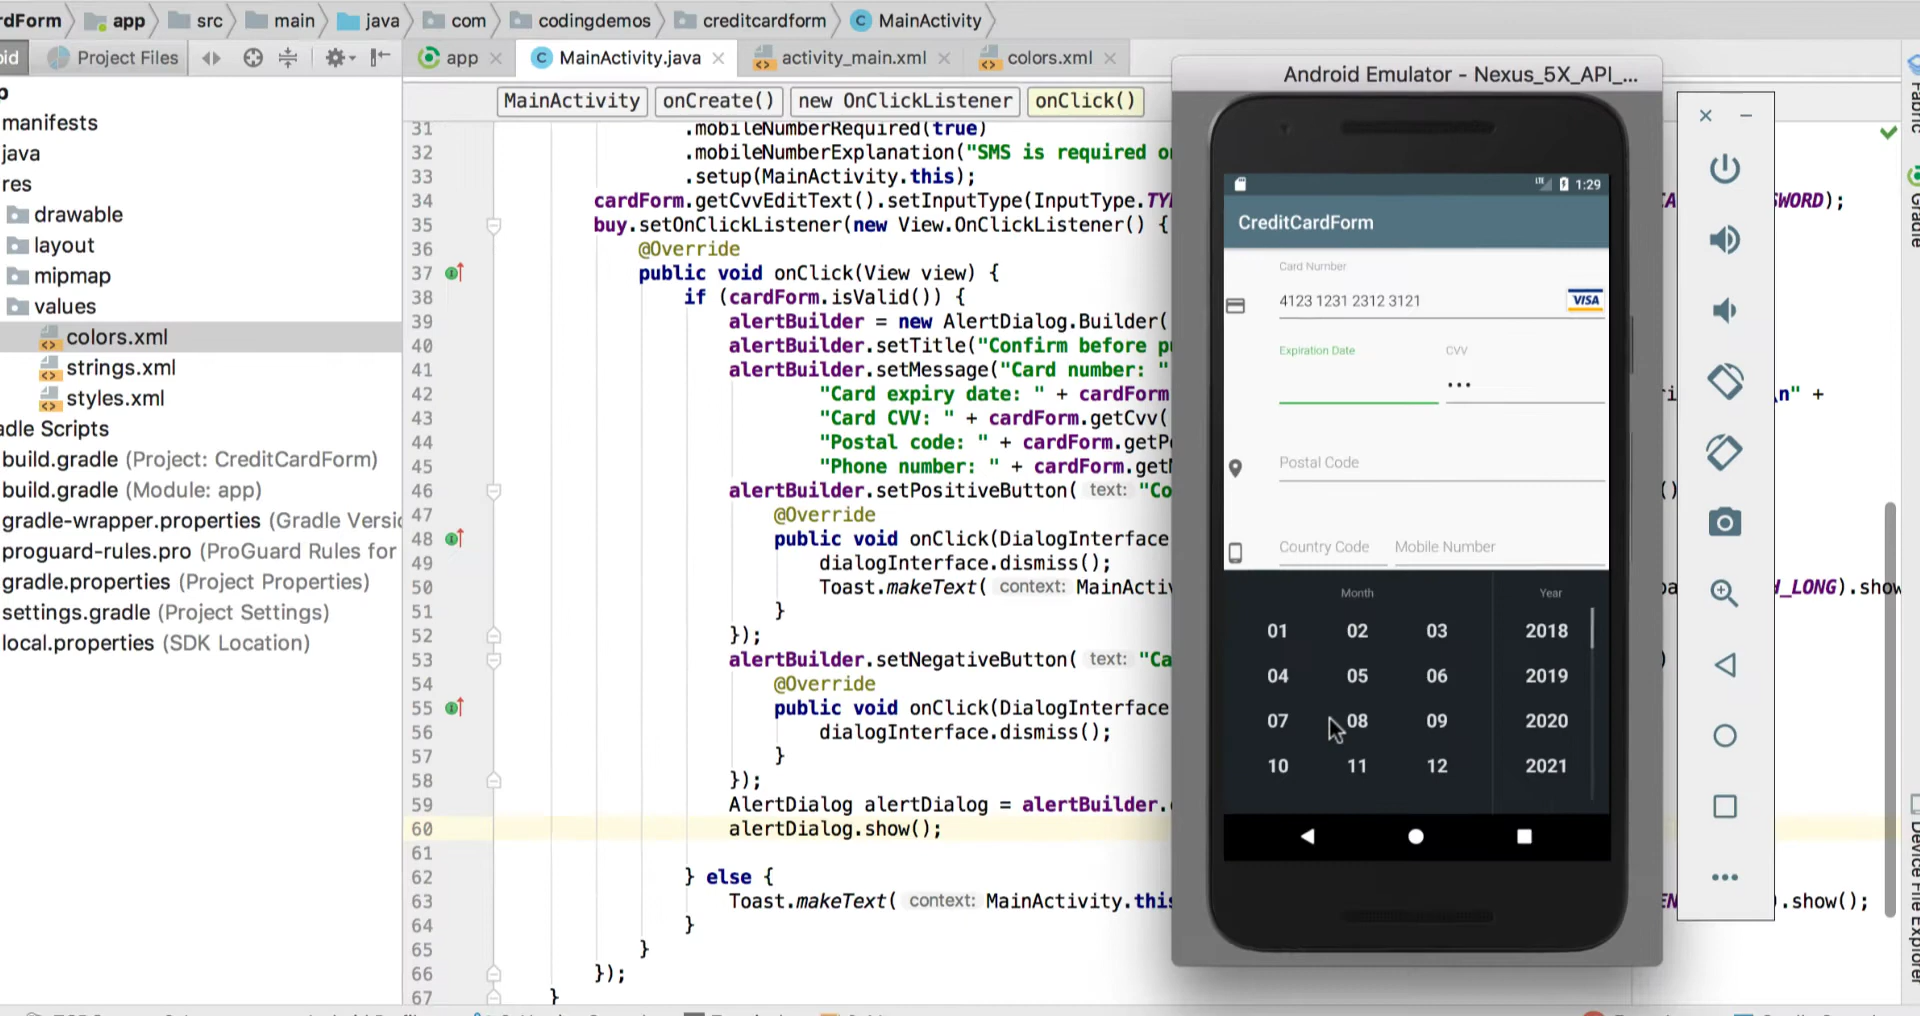 rdForm app src main java com codingdemos creditcardform MainActivity
oid Project Files
app MainActivity.java activity_main.xml colors.xml
MainActivity onCreate() new OnClickListener onClick()
p
manifests
java
res
drawable
layout
mipmap
values
colors.xml
strings.xml
styles.xml
adle Scripts
build.gradle (Project: CreditCardForm)
build.gradle (Module: app)
gradle-wrapper.properties (Gradle Versic
proguard-rules.pro (ProGuard Rules for
gradle.properties (Project Properties)
settings.gradle (Project Settings)
local.properties (SDK Location)
31 .mobileNumberRequired(true)
32 .mobileNumberExplanation("SMS is required o
33 .setup(MainActivity.this);
34 cardForm.getCvvEditText().setInputType(InputType.TY SWORD);
35 buy.setOnClickListener(new View.OnClickListener() {
36 @Override
37 public void onClick(View view) {
38 if (cardForm.isValid()) {
39 alertBuilder = new AlertDialog.Builder(
40 alertBuilder.setTitle("Confirm before p
41 alertBuilder.setMessage("Card number: "
42 "Card expiry date: " + cardForm \n" +
43 "Card CVV: " + cardForm.getCvv(
44 "Postal code: " + cardForm.getP
45 "Phone number: " + cardForm.get
46 alertBuilder.setPositiveButton( text: "Co ()
47 @Override
48 public void onClick(DialogInterface
49 dialogInterface.dismiss();
50 Toast.makeText( context: MainActiv H_LONG).show
51 }
52 });
53 alertBuilder.setNegativeButton( text: "Ca )
54 @Override
55 public void onClick(DialogInterface
56 dialogInterface.dismiss();
57 }
58 });
59 AlertDialog alertDialog = alertBuilder.
60 alertDialog.show();
61
62 } else {
63 Toast.makeText( context: MainActivity.this ).show();
64 }
65 }
66 });
67 }
Android Emulator - Nexus_5X_API_...
LTE 1:29
CreditCardForm
Card Number
4123 1231 2312 3121 VISA
Expiration Date CVV
•••
Postal Code
Country Code Mobile Number
Month Year
01 02 03 2018
04 05 06 2019
07 08 09 2020
10 11 12 2021
Fabric
Gradle
Device File Explorer